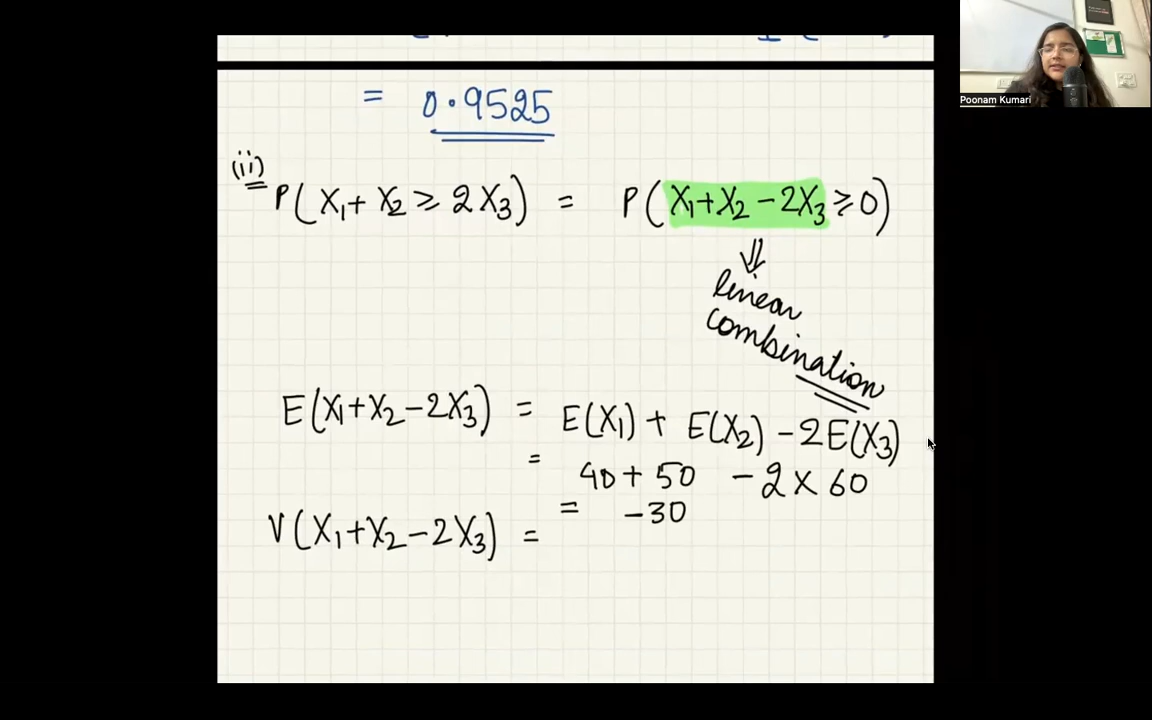 Poonam Kumari
= 0.9525
(ii) P(X₁+X₂ ≥ 2X₃) = P(X₁+X₂-2X₃ ≥ 0)
⇓
linear
combination
E(X₁+X₂-2X₃) = E(X₁) + E(X₂) - 2E(X₃)
= 40 + 50 - 2 × 60
= -30
V(X₁+X₂-2X₃) =